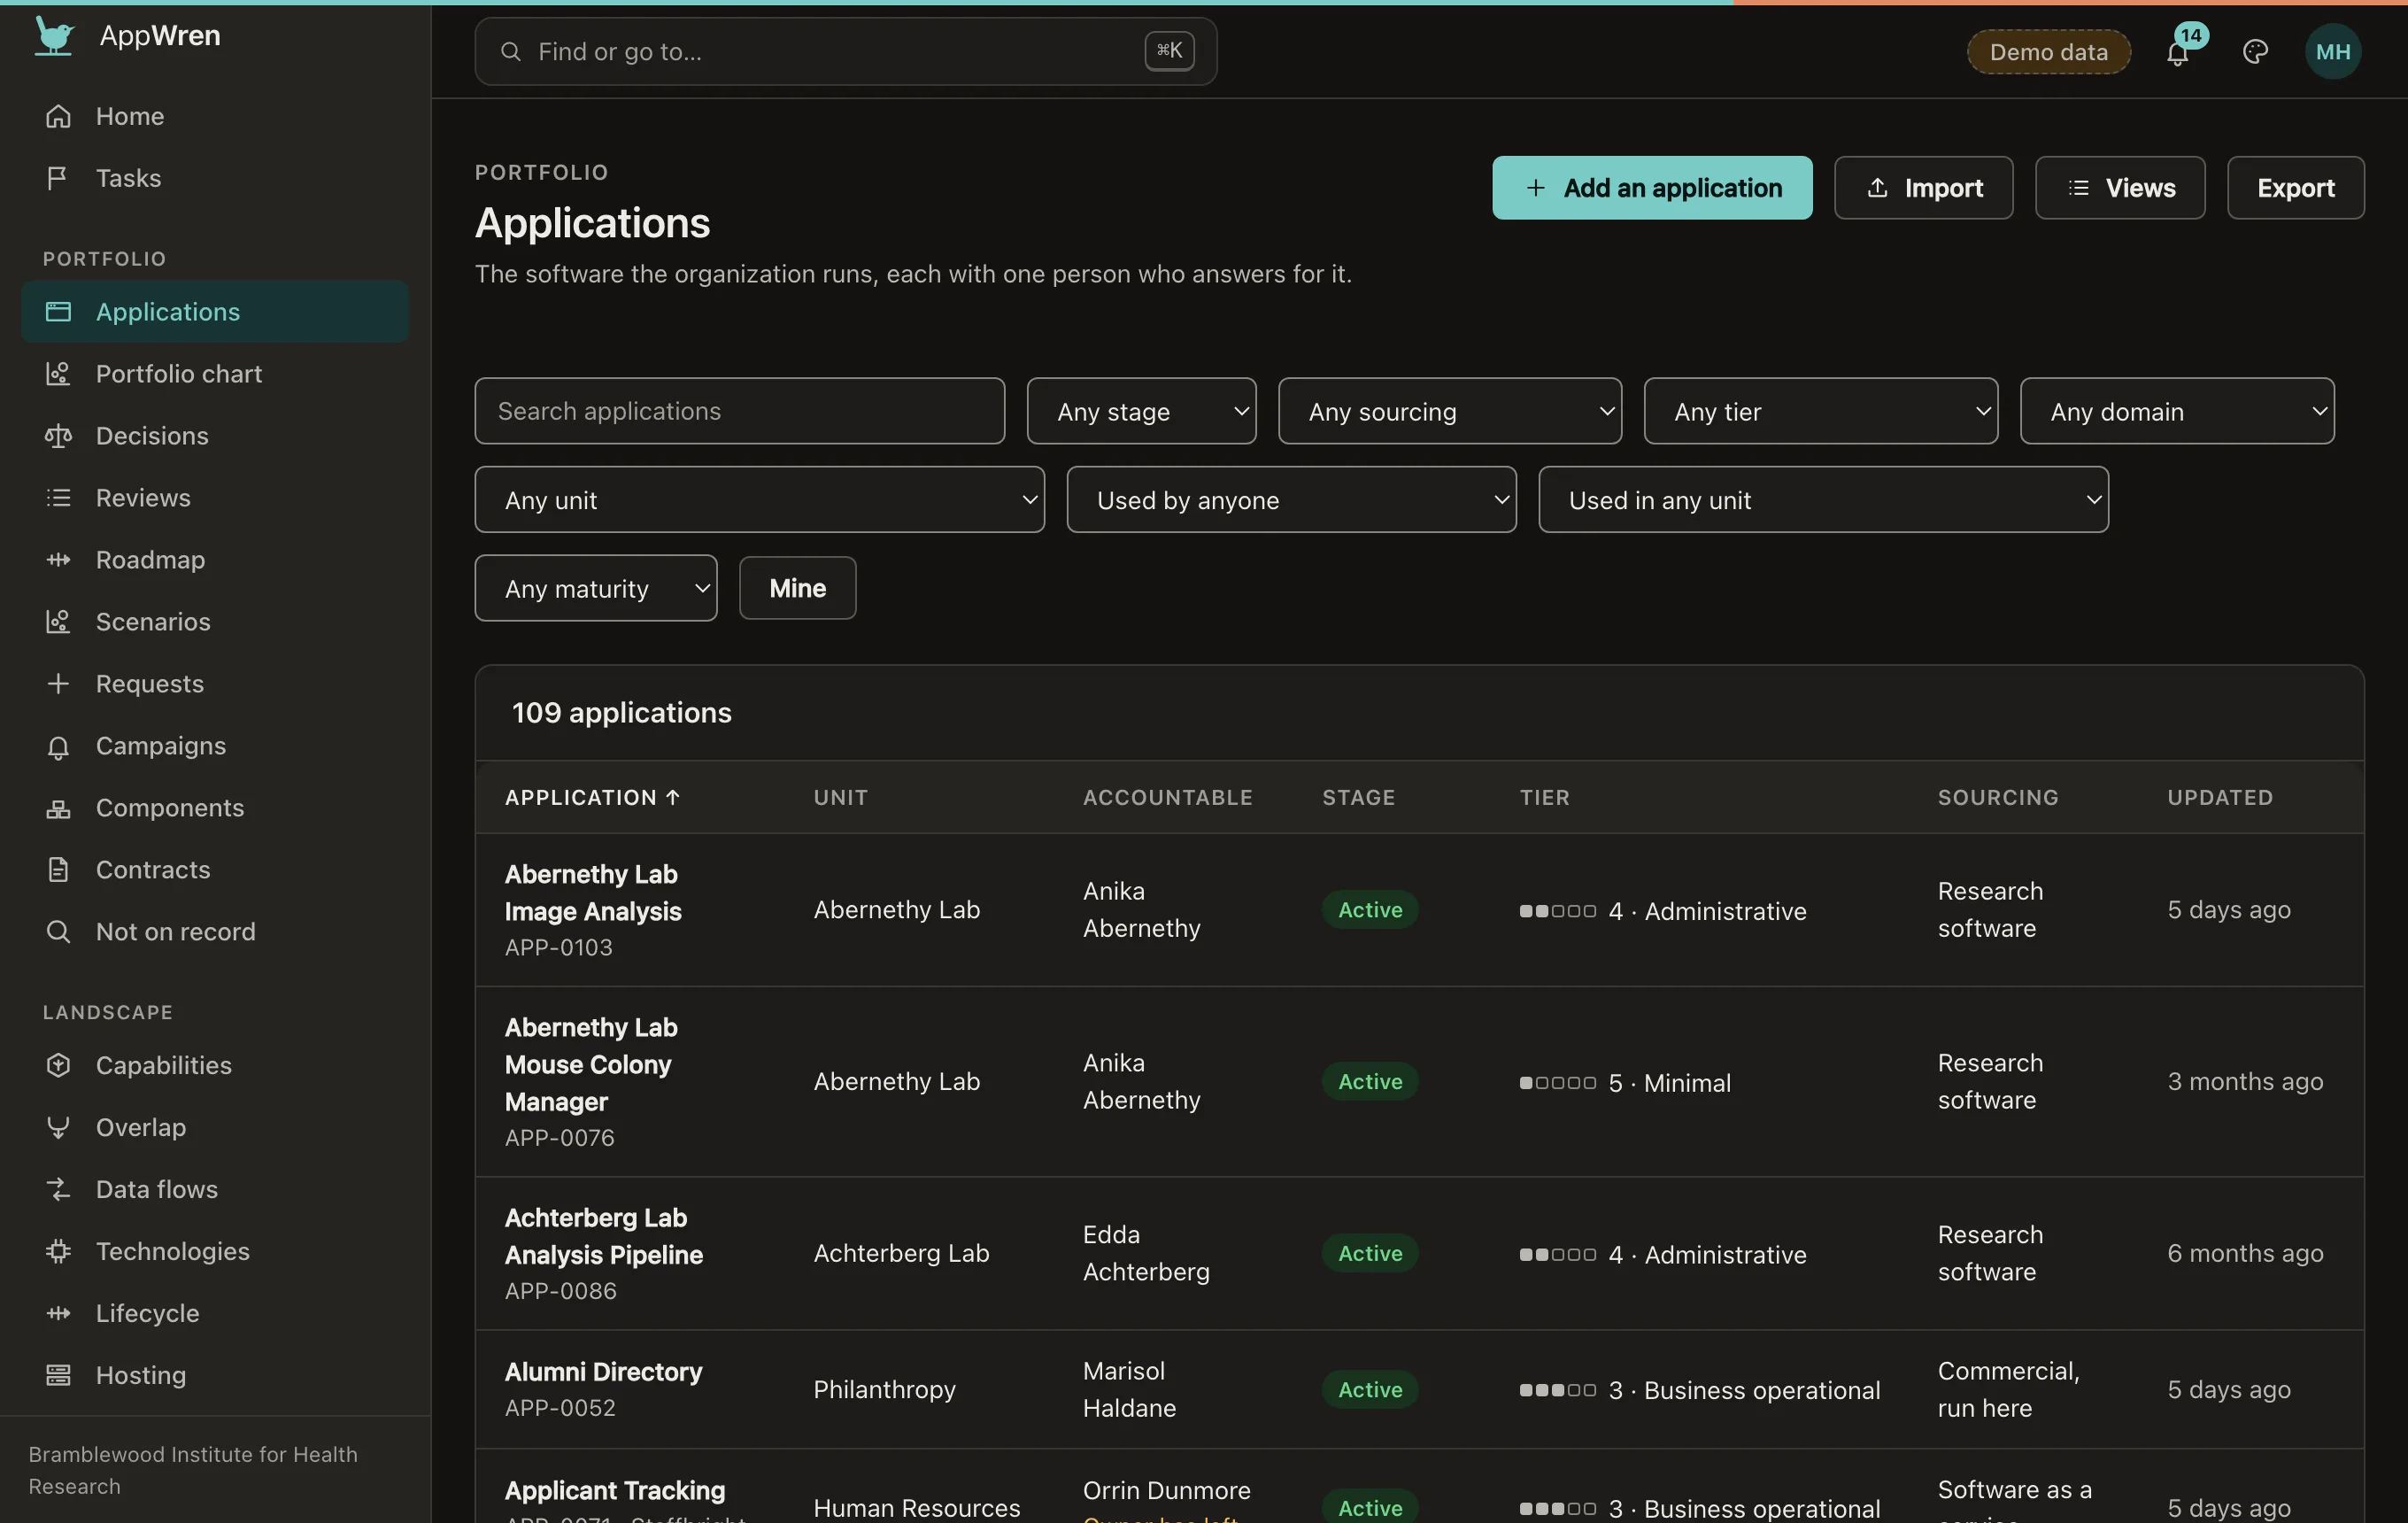 AppWren
Home
Tasks
PORTFOLIO
Applications
Portfolio chart
Decisions
Reviews
Roadmap
Scenarios
Requests
Campaigns
Components
Contracts
Not on record
LANDSCAPE
Capabilities
Overlap
Data flows
Technologies
Lifecycle
Hosting
Bramblewood Institute for Health
Research
Find or go to... ⌘K
Demo data 14 MH
PORTFOLIO
Applications
The software the organization runs, each with one person who answers for it.
Add an application Import Views Export
Search applications Any stage Any sourcing Any tier Any domain
Any unit Used by anyone Used in any unit
Any maturity Mine
109 applications
APPLICATION ↑ UNIT ACCOUNTABLE STAGE TIER SOURCING UPDATED
Abernethy Lab
Image Analysis
APP-0103
Abernethy Lab
Anika
Abernethy
Active
4 · Administrative
Research
software
5 days ago
Abernethy Lab
Mouse Colony
Manager
APP-0076
Abernethy Lab
Anika
Abernethy
Active
5 · Minimal
Research
software
3 months ago
Achterberg Lab
Analysis Pipeline
APP-0086
Achterberg Lab
Edda
Achterberg
Active
4 · Administrative
Research
software
6 months ago
Alumni Directory
APP-0052
Philanthropy
Marisol
Haldane
Active
3 · Business operational
Commercial,
run here
5 days ago
Applicant Tracking
APP-0071 · Staffbright
Human Resources
Orrin Dunmore
Owner has left
Active
3 · Business operational
Software as a
service
5 days ago